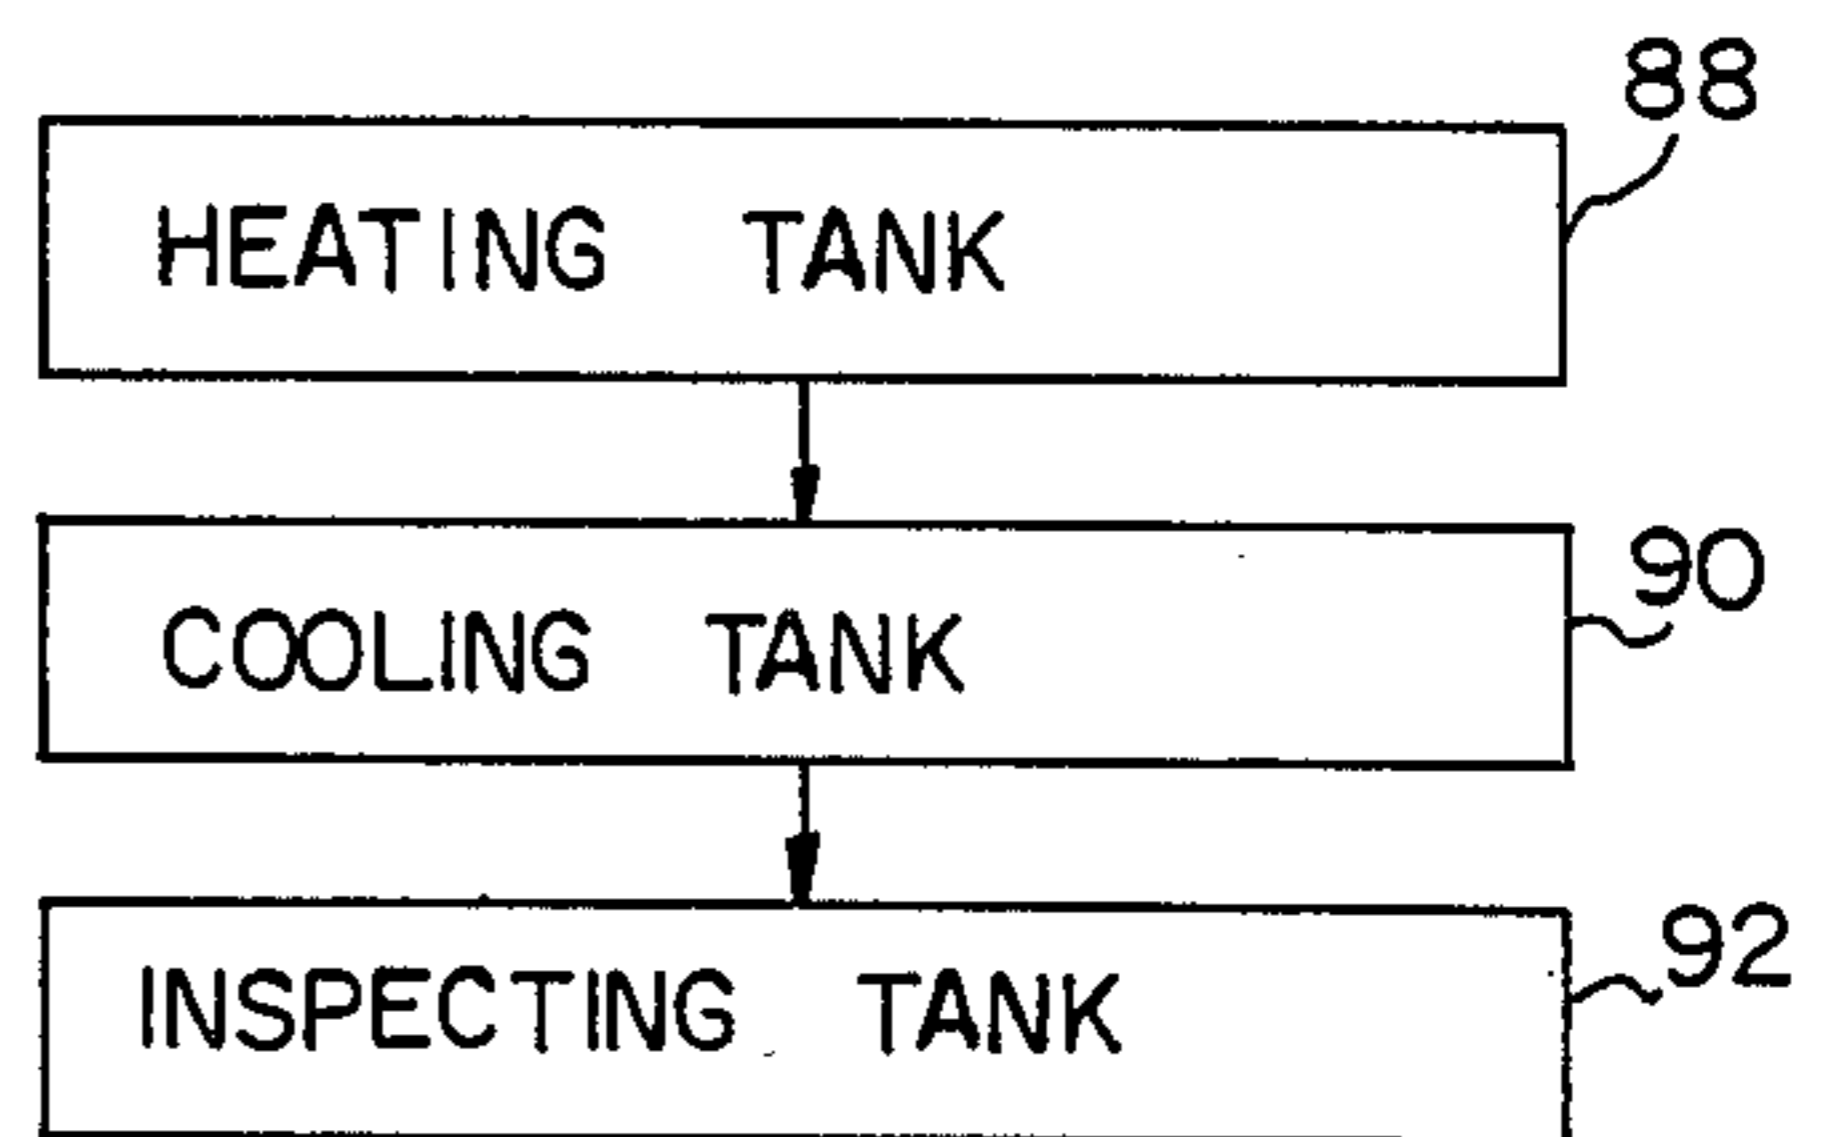 88
HEATING TANK
90
COOLING TANK
92
INSPECTING TANK